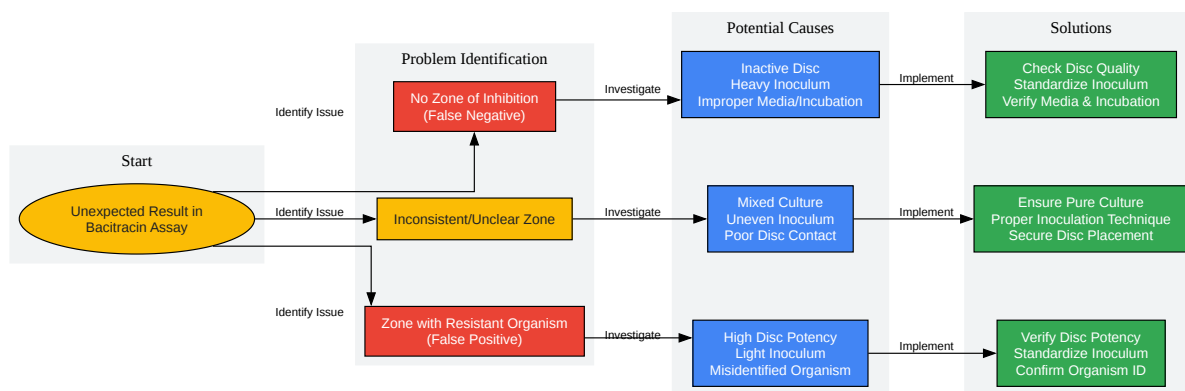 Potential Causes
Solutions
Problem Identification
Start
Unexpected Result in
Bacitracin Assay
Identify Issue
Identify Issue
Identify Issue
No Zone of Inhibition
(False Negative)
Investigate
Inactive Disc
Heavy Inoculum
Improper Media/Incubation
Implement
Check Disc Quality
Standardize Inoculum
Verify Media & Incubation
Inconsistent/Unclear Zone
Investigate
Mixed Culture
Uneven Inoculum
Poor Disc Contact
Implement
Ensure Pure Culture
Proper Inoculation Technique
Secure Disc Placement
Zone with Resistant Organism
(False Positive)
Investigate
High Disc Potency
Light Inoculum
Misidentified Organism
Implement
Verify Disc Potency
Standardize Inoculum
Confirm Organism ID